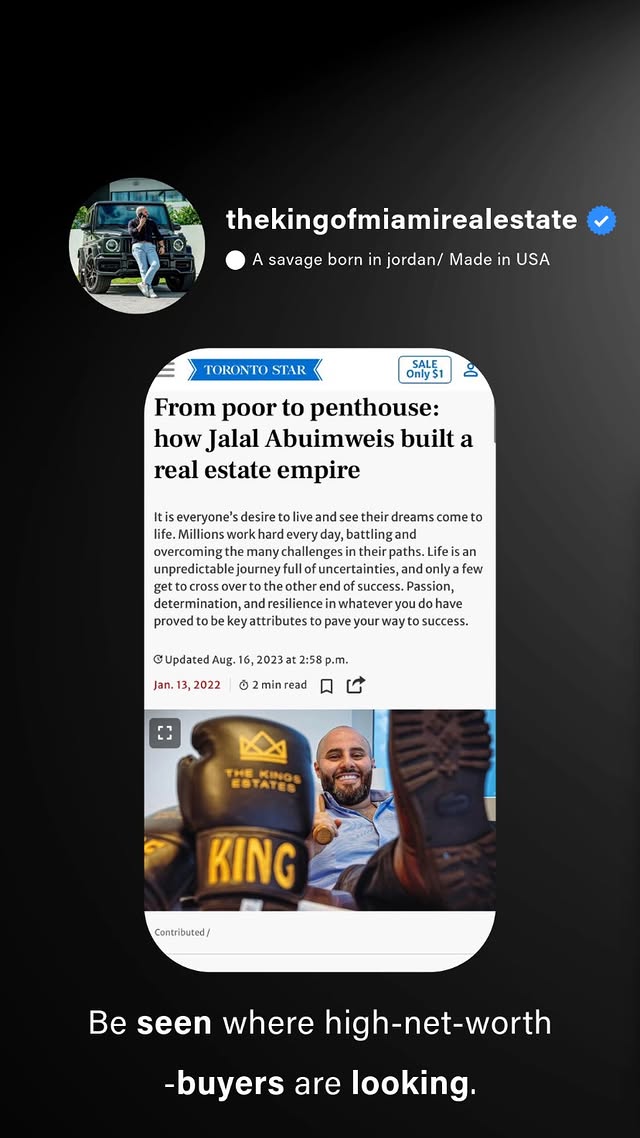 thekingofmiamirealestate
A savage born in jordan/ Made in USA
TORONTO STAR
SALE
Only $1
From poor to penthouse:
how Jalal Abuimweis built a
real estate empire
It is everyone's desire to live and see their dreams come to
life. Millions work hard every day, battling and
overcoming the many challenges in their paths. Life is an
unpredictable journey full of uncertainties, and only a few
get to cross over to the other end of success. Passion,
determination, and resilience in whatever you do have
proved to be key attributes to pave your way to success.
Updated Aug. 16, 2023 at 2:58 p.m.
Jan. 13, 2022 2 min read
THE KINGS
ESTATES
KING
Contributed /
Be seen where high-net-worth
-buyers are looking.